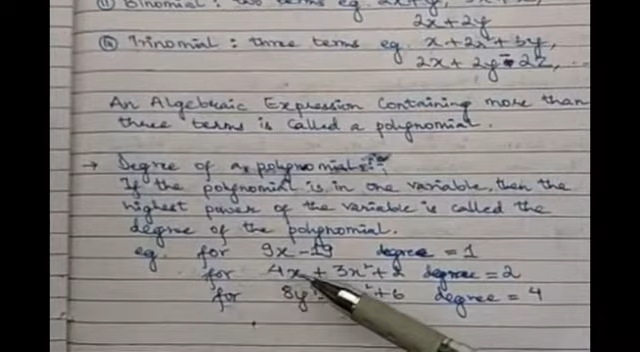 (ii) Binomial : two terms eg. 2x+y,
2x+2y
(iii) Trinomial : three terms eg. x+2x²+3y,
2x + 2y - 2z, ..
An Algebraic Expression containing more than
three terms is called a polynomial.
→ Degree of a polynomial :
If the polynomial is in one variable, then the
highest power of the variable is called the
degree of the polynomial.
eg. for 9x-19 degree = 1
for 4x + 3x² + 2 degree = 2
for 8y +6 degree = 4